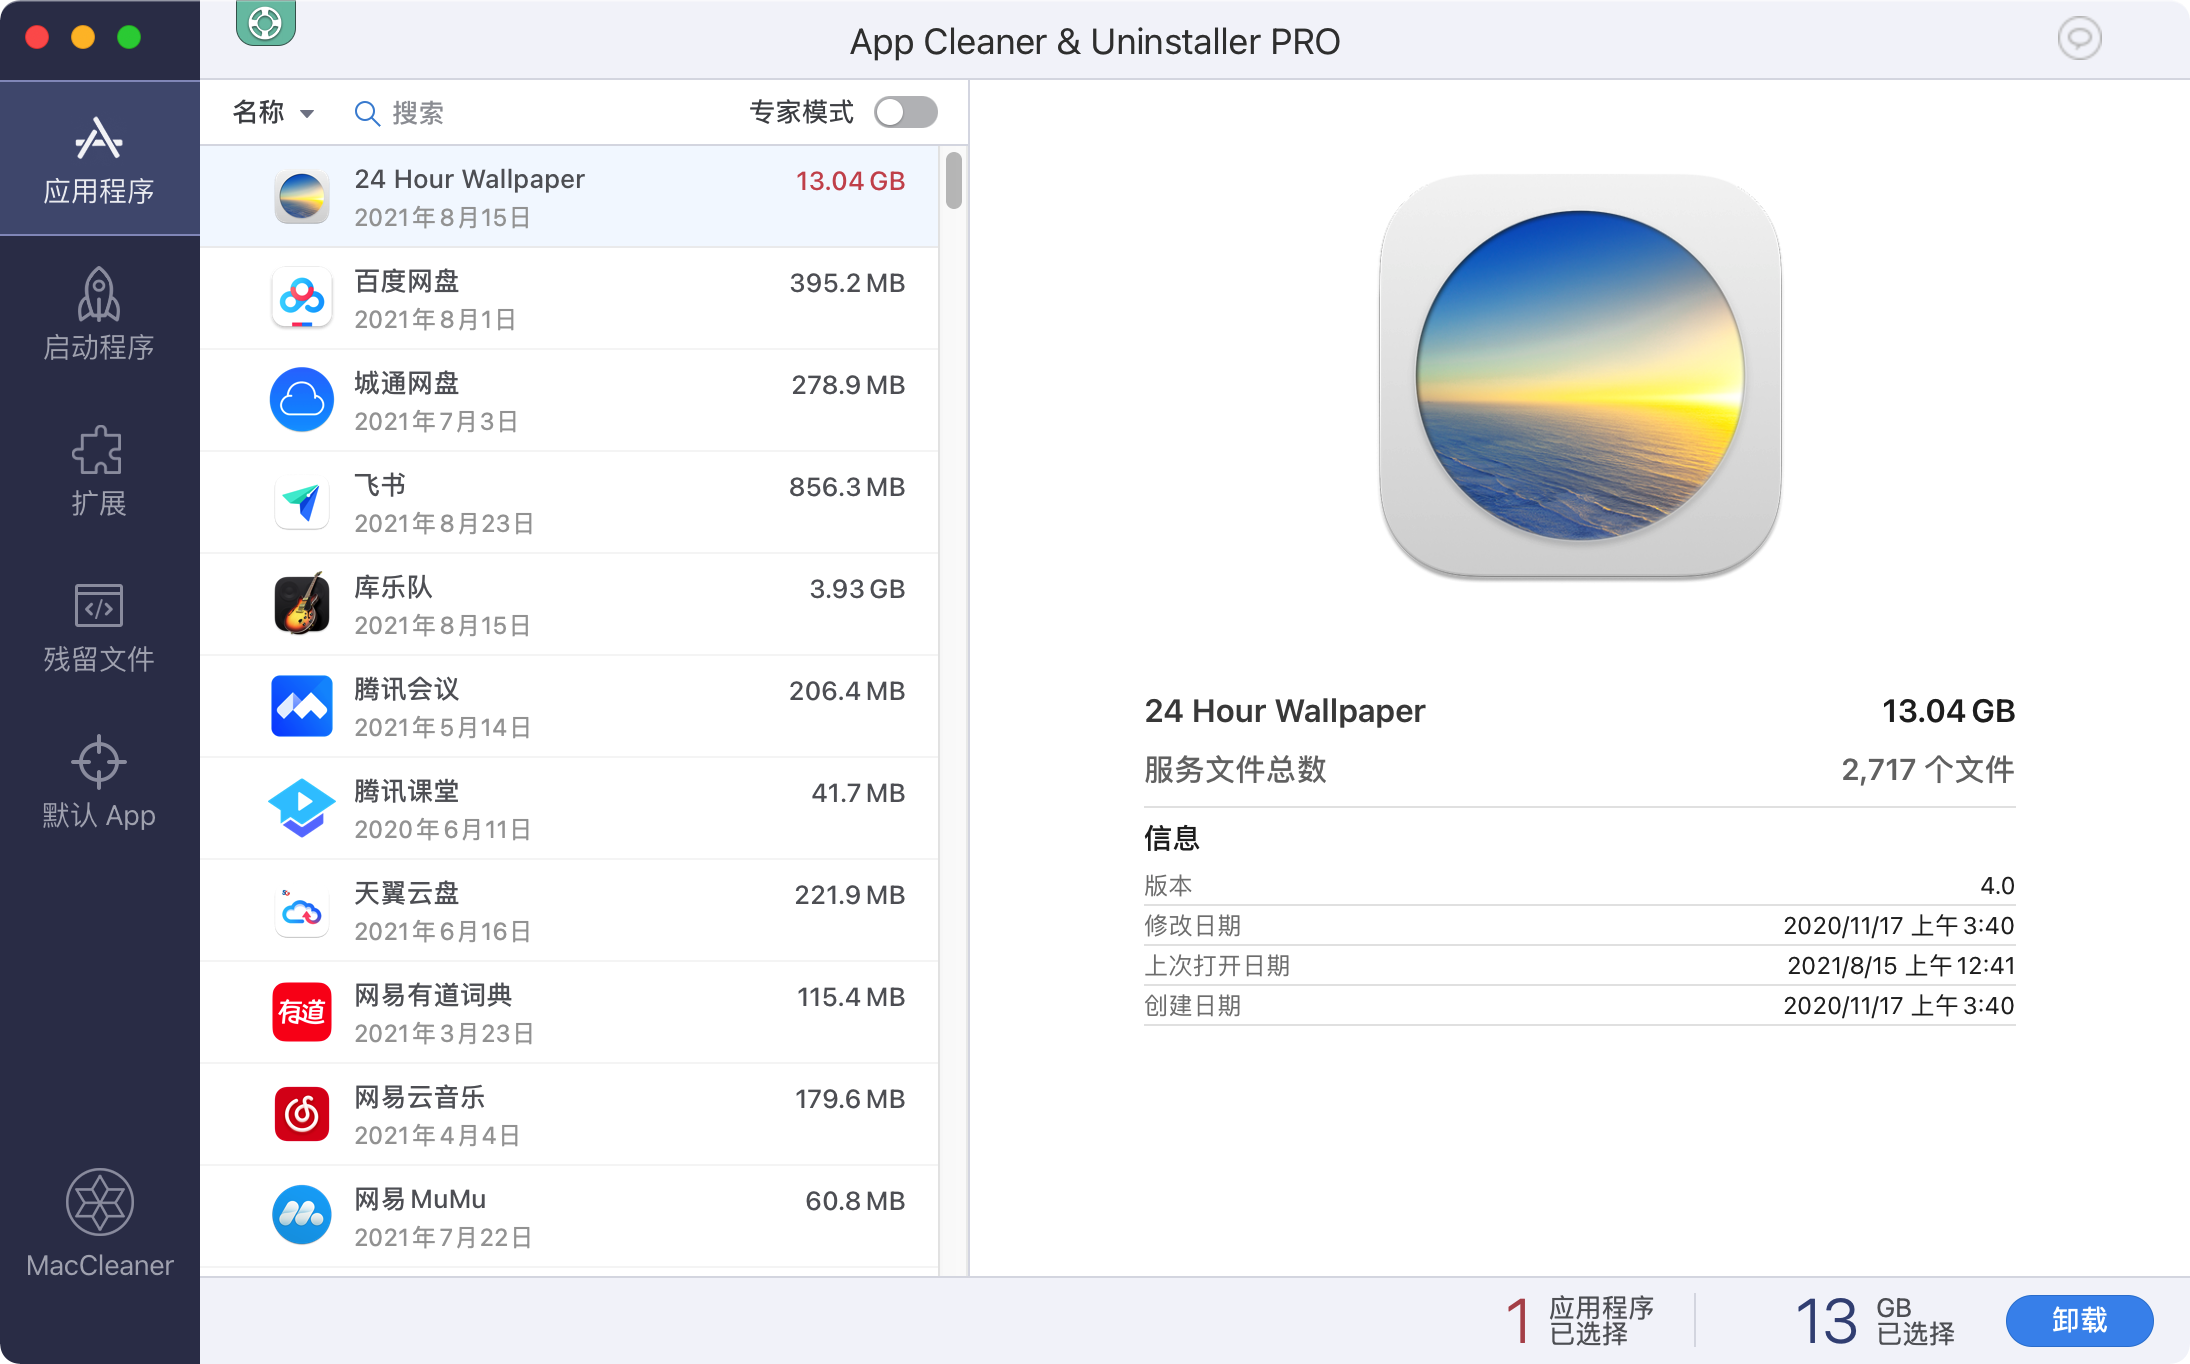 App Cleaner & Uninstaller PRO
应用程序
启动程序
扩展
残留文件
默认 App
MacCleaner
名称
搜索
专家模式
24 Hour Wallpaper
13.04 GB
2021年8月15日
百度网盘
395.2 MB
2021年8月1日
城通网盘
278.9 MB
2021年7月3日
飞书
856.3 MB
2021年8月23日
库乐队
3.93 GB
2021年8月15日
腾讯会议
206.4 MB
2021年5月14日
腾讯课堂
41.7 MB
2020年6月11日
天翼云盘
221.9 MB
2021年6月16日
有道
网易有道词典
115.4 MB
2021年3月23日
网易云音乐
179.6 MB
2021年4月4日
网易 MuMu
60.8 MB
2021年7月22日
24 Hour Wallpaper
13.04 GB
服务文件总数
2,717 个文件
信息
版本
4.0
修改日期
2020/11/17 上午 3:40
上次打开日期
2021/8/15 上午 12:41
创建日期
2020/11/17 上午 3:40
1
应用程序
已选择
13
GB
已选择
卸载